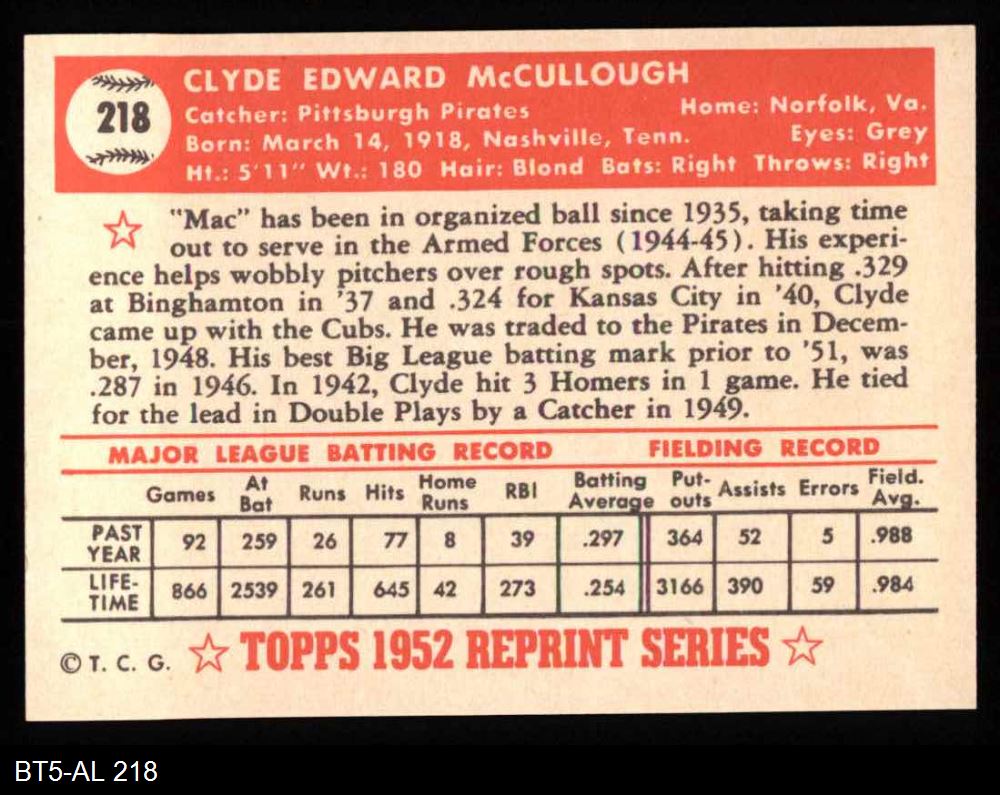 218
CLYDE EDWARD McCULLOUGH
Catcher: Pittsburgh Pirates Home: Norfolk, Va.
Born: March 14, 1918, Nashville, Tenn. Eyes: Grey
Ht.: 5'11" Wt.: 180 Hair: Blond Bats: Right Throws: Right
"Mac" has been in organized ball since 1935, taking time
out to serve in the Armed Forces (1944-45). His experi-
ence helps wobbly pitchers over rough spots. After hitting .329
at Binghamton in '37 and .324 for Kansas City in '40, Clyde
came up with the Cubs. He was traded to the Pirates in Decem-
ber, 1948. His best Big League batting mark prior to '51, was
.287 in 1946. In 1942, Clyde hit 3 Homers in 1 game. He tied
for the lead in Double Plays by a Catcher in 1949.
MAJOR LEAGUE BATTING RECORD FIELDING RECORD
Games At Bat Runs Hits Home Runs RBI Batting Average Put-outs Assists Errors Field. Avg.
PAST YEAR 92 259 26 77 8 39 .297 364 52 5 .988
LIFE-TIME 866 2539 261 645 42 273 .254 3166 390 59 .984
© T. C. G. TOPPS 1952 REPRINT SERIES
BT5-AL 218